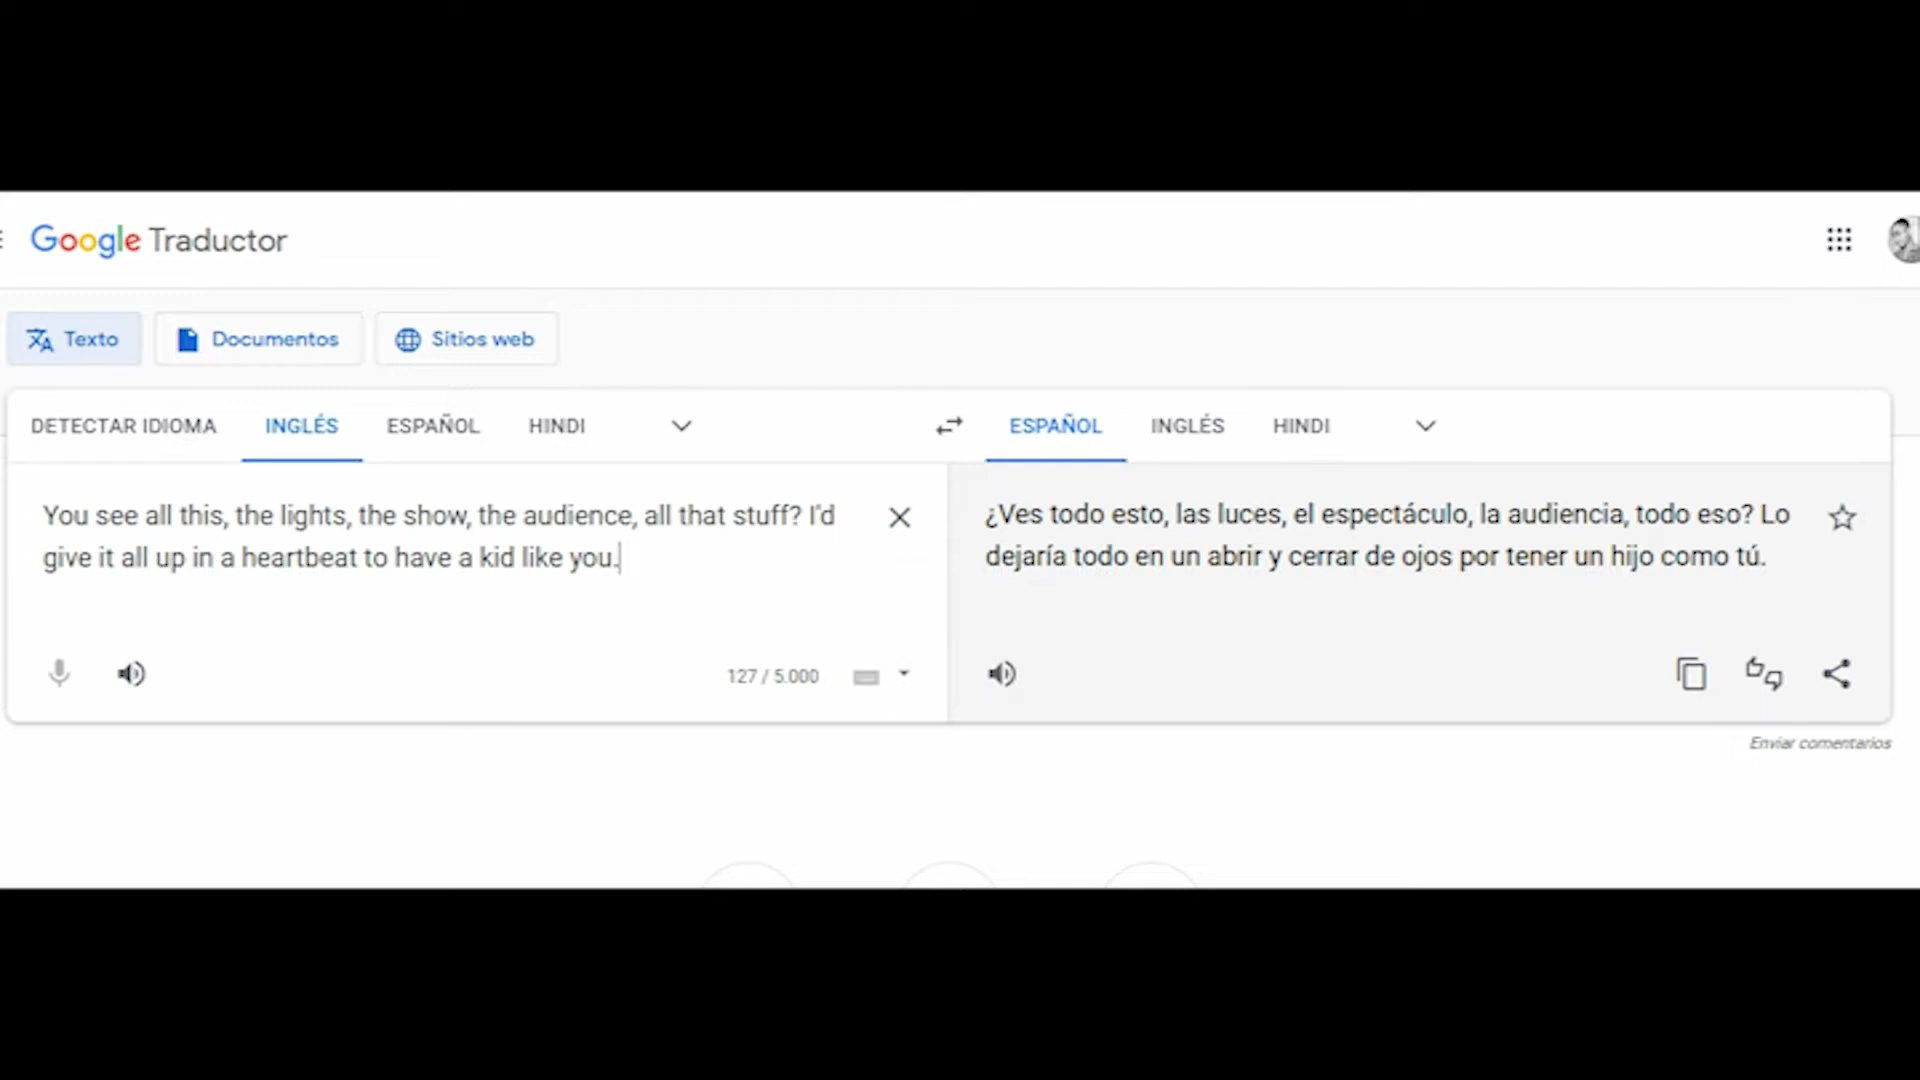 Google Traductor
Texto
Documentos
Sitios web
DETECTAR IDIOMA
INGLÉS
ESPAÑOL
HINDI
ESPAÑOL
INGLÉS
HINDI
You see all this, the lights, the show, the audience, all that stuff? I'd
give it all up in a heartbeat to have a kid like you.
127 / 5.000
¿Ves todo esto, las luces, el espectáculo, la audiencia, todo eso? Lo
dejaría todo en un abrir y cerrar de ojos por tener un hijo como tú.
Enviar comentarios